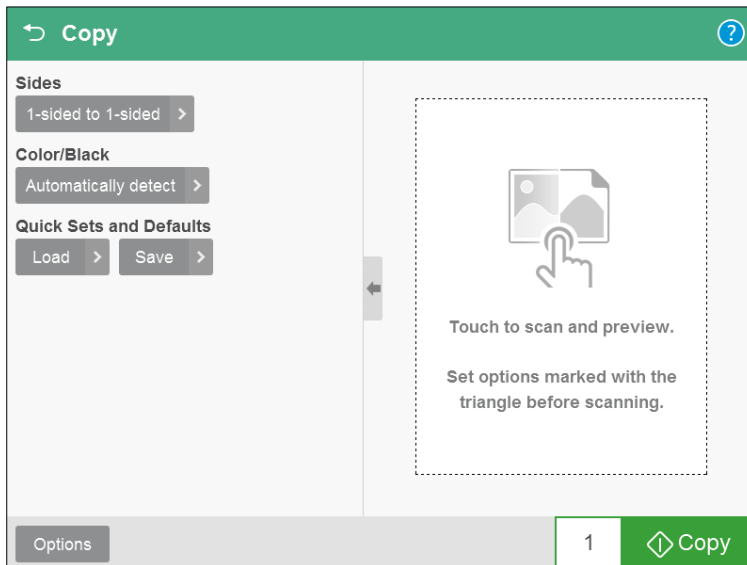 Copy
?
Sides
1-sided to 1-sided
Color/Black
Automatically detect
Quick Sets and Defaults
Load
Save
Touch to scan and preview.
Set options marked with the
triangle before scanning.
Options
1
Copy